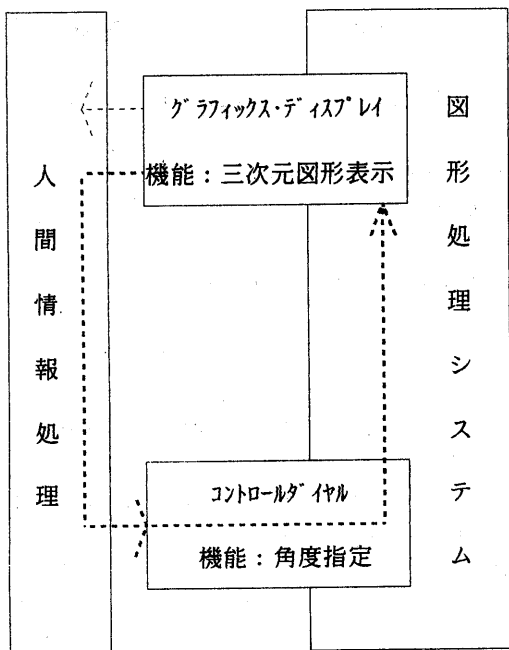 人間情報処理
グラフィックス・ディスプレイ
機能:三次元図形表示
コントロールダイヤル
機能:角度指定
図形処理システム